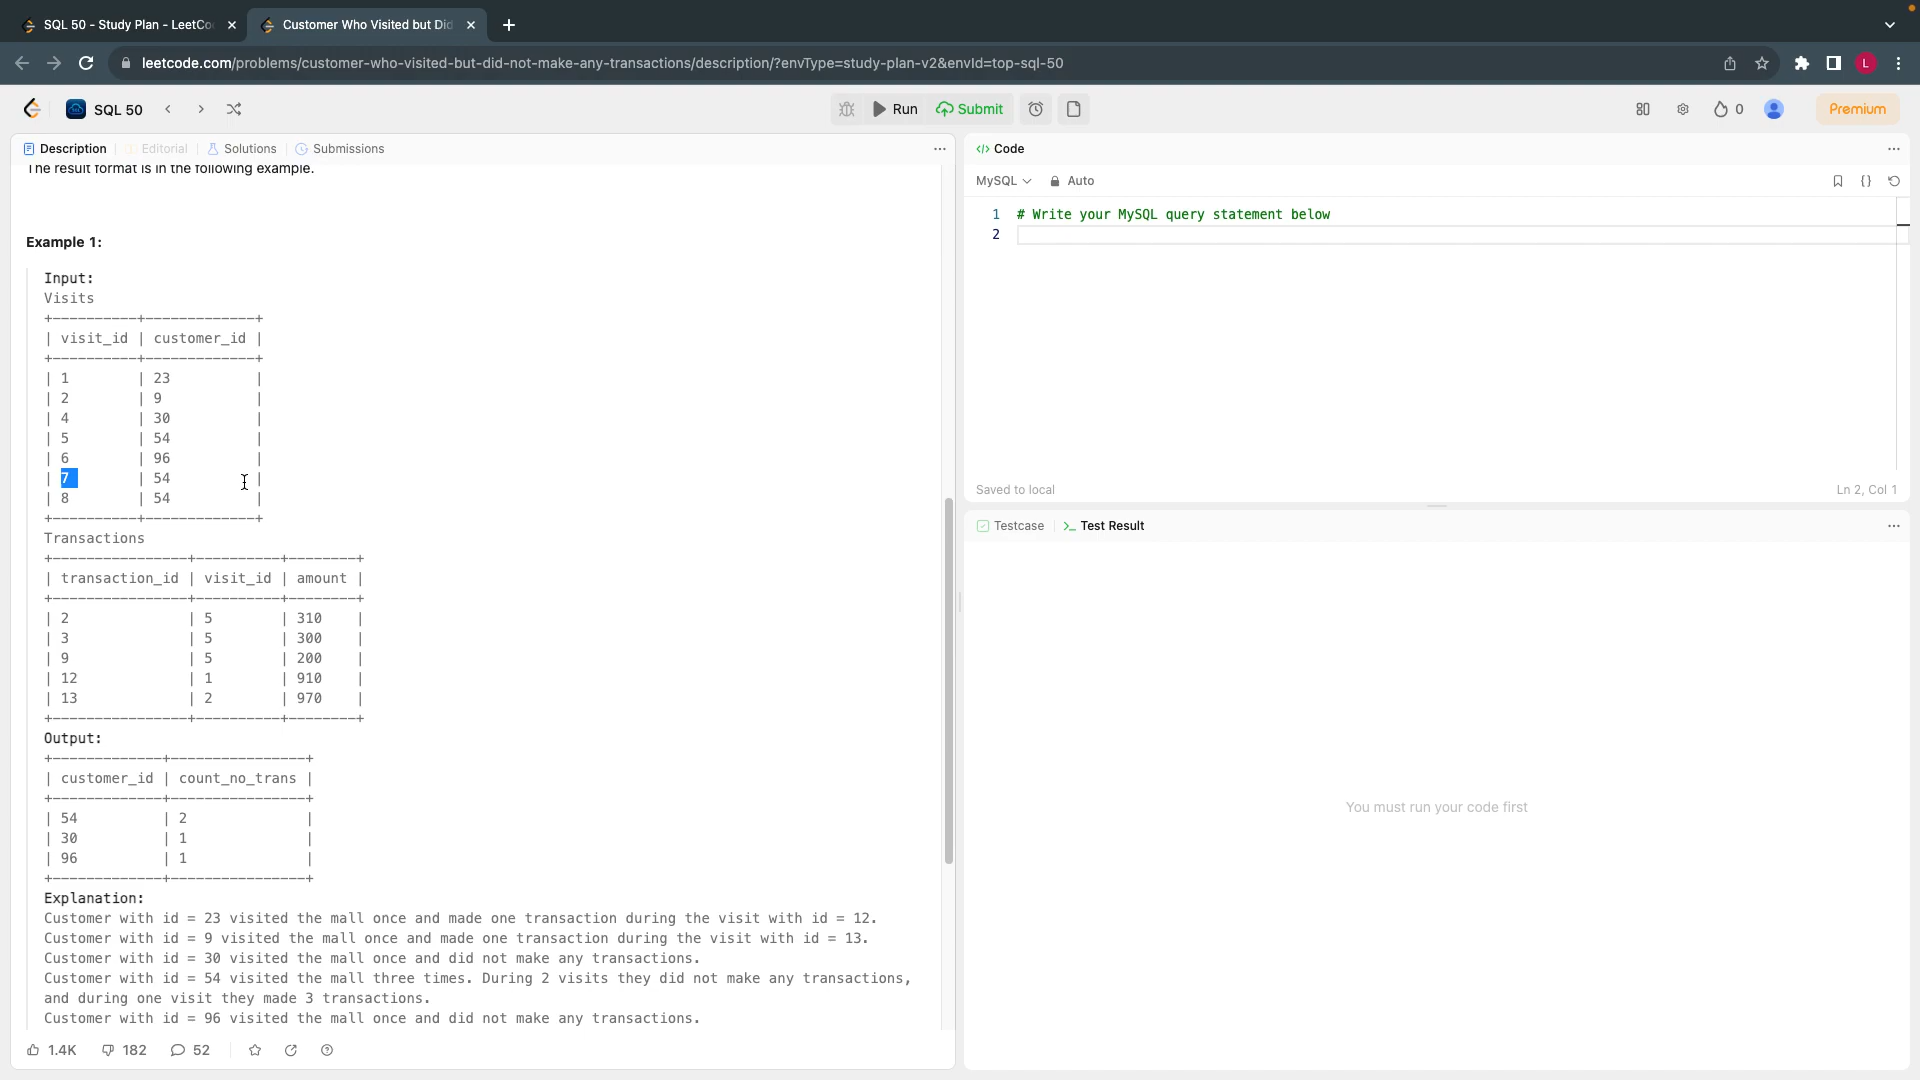 SQL 50 - Study Plan - LeetCo
Customer Who Visited but Did
leetcode.com/problems/customer-who-visited-but-did-not-make-any-transactions/description/?envType=study-plan-v2&envId=top-sql-50
L
SQL 50
Run
Submit
0
Premium
Description
Editorial
Solutions
Submissions
The result format is in the following example.
Example 1:
Input:
Visits
+----------+-------------+
| visit_id | customer_id |
+----------+-------------+
| 1        | 23          |
| 2        | 9           |
| 4        | 30          |
| 5        | 54          |
| 6        | 96          |
| 7        | 54          |
| 8        | 54          |
+----------+-------------+
Transactions
+----------------+----------+--------+
| transaction_id | visit_id | amount |
+----------------+----------+--------+
| 2              | 5        | 310    |
| 3              | 5        | 300    |
| 9              | 5        | 200    |
| 12             | 1        | 910    |
| 13             | 2        | 970    |
+----------------+----------+--------+
Output:
+-------------+----------------+
| customer_id | count_no_trans |
+-------------+----------------+
| 54          | 2              |
| 30          | 1              |
| 96          | 1              |
+-------------+----------------+
Explanation:
Customer with id = 23 visited the mall once and made one transaction during the visit with id = 12.
Customer with id = 9 visited the mall once and made one transaction during the visit with id = 13.
Customer with id = 30 visited the mall once and did not make any transactions.
Customer with id = 54 visited the mall three times. During 2 visits they did not make any transactions,
and during one visit they made 3 transactions.
Customer with id = 96 visited the mall once and did not make any transactions.
1.4K
182
52
</> Code
MySQL
Auto
{}
1 # Write your MySQL query statement below
2
Saved to local
Ln 2, Col 1
Testcase
>_ Test Result
You must run your code first